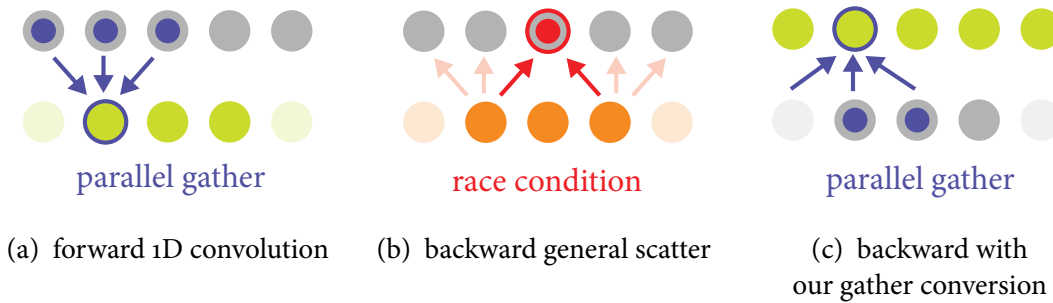 parallel gather
race condition
parallel gather
(a) forward 1D convolution
(b) backward general scatter
(c) backward with
our gather conversion